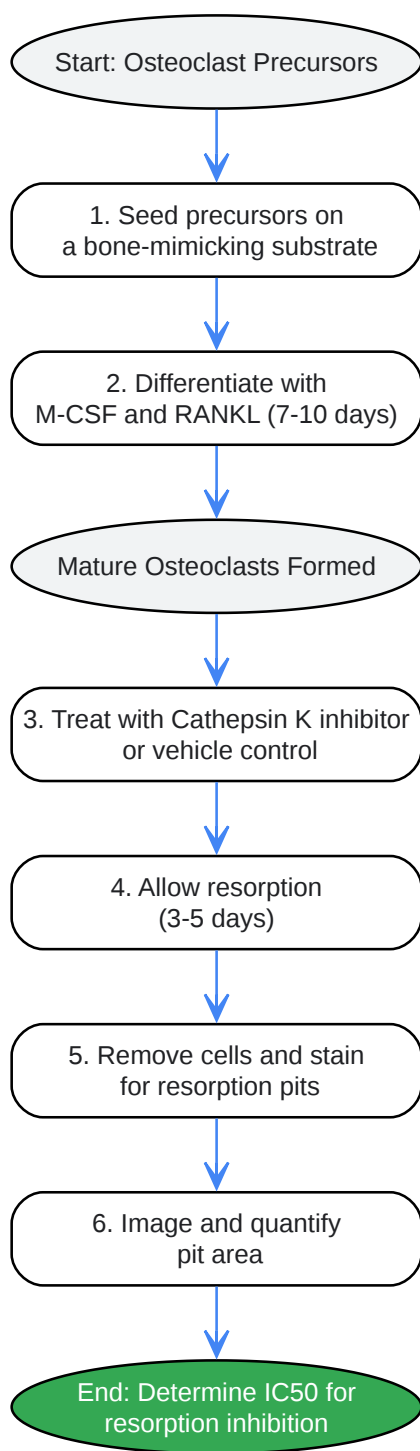 Start: Osteoclast Precursors
1. Seed precursors on
a bone-mimicking substrate
2. Differentiate with
M-CSF and RANKL (7-10 days)
Mature Osteoclasts Formed
3. Treat with Cathepsin K inhibitor
or vehicle control
4. Allow resorption
(3-5 days)
5. Remove cells and stain
for resorption pits
6. Image and quantify
pit area
End: Determine IC50 for
resorption inhibition